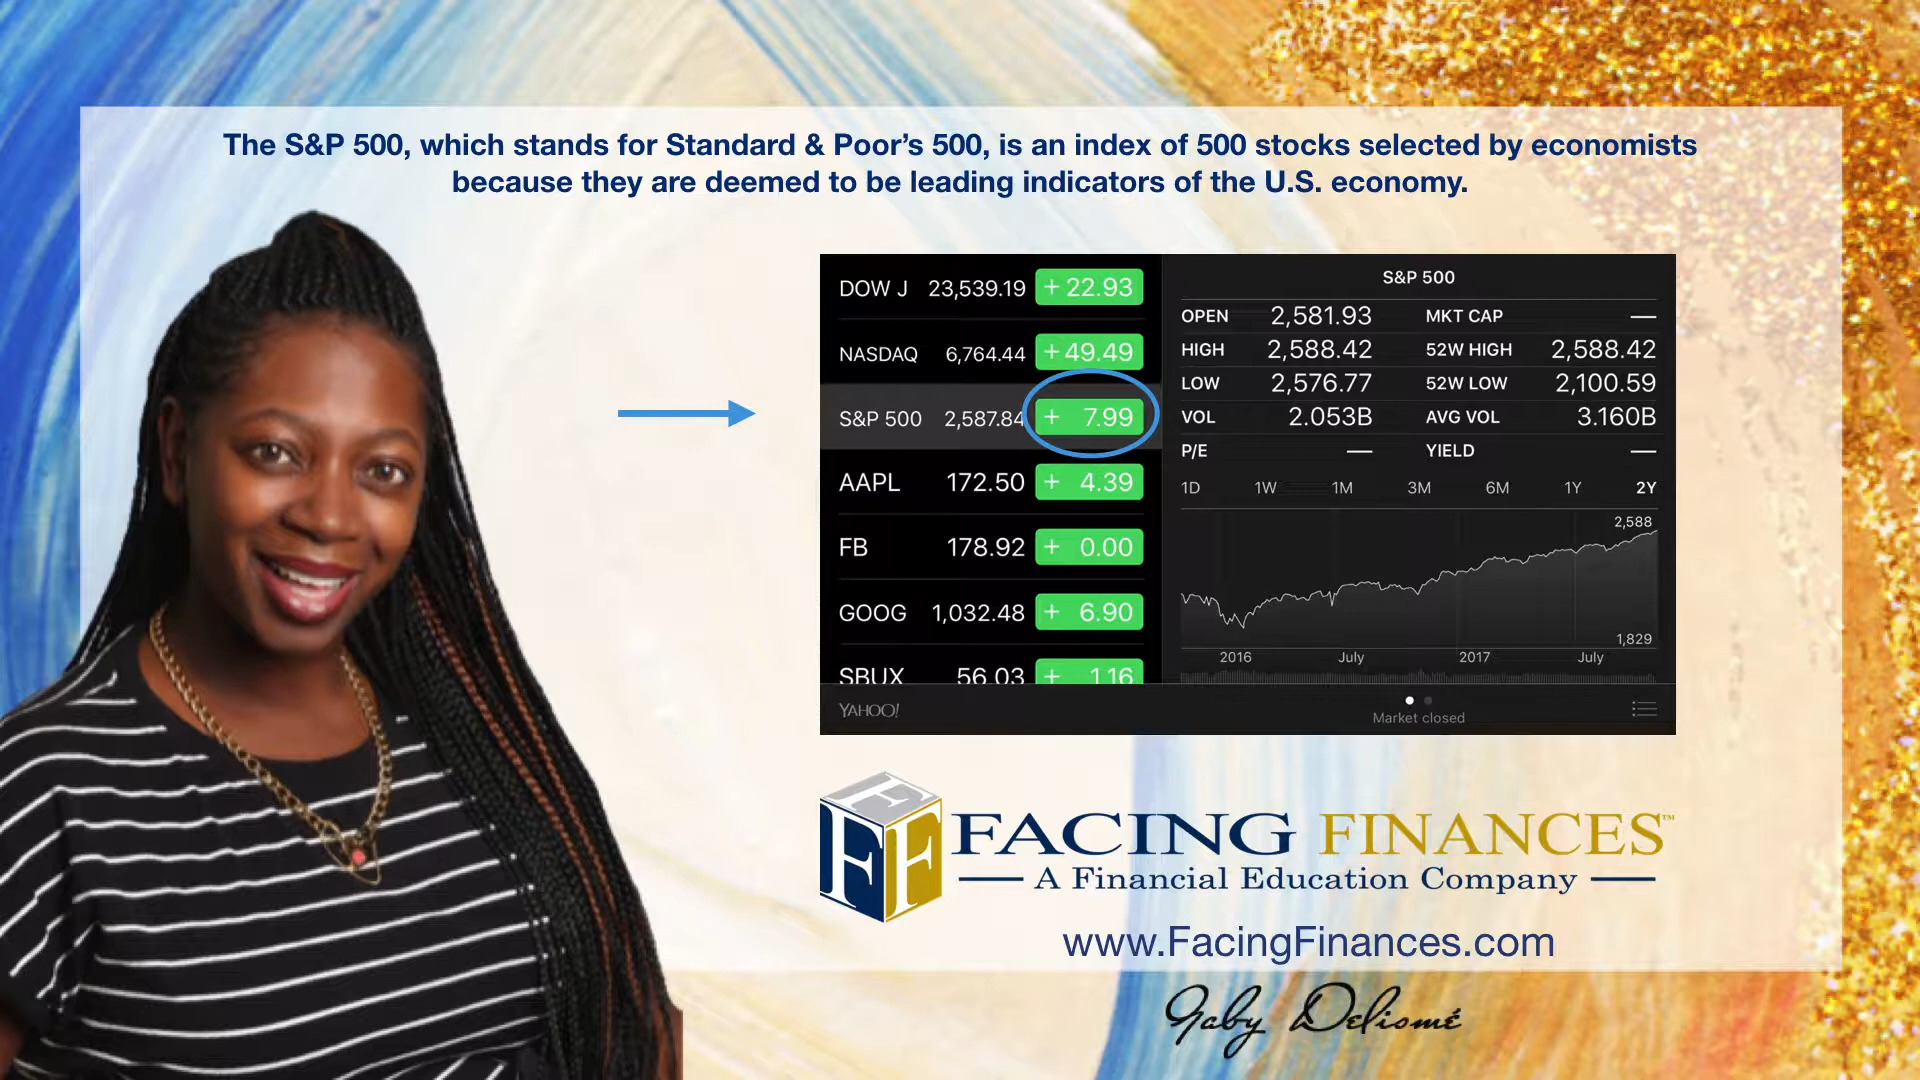 The S&P 500, which stands for Standard & Poor's 500, is an index of 500 stocks selected by economists
because they are deemed to be leading indicators of the U.S. economy.
DOW J 23,539.19 + 22.93
NASDAQ 6,764.44 + 49.49
S&P 500 2,587.84 + 7.99
AAPL 172.50 + 4.39
FB 178.92 + 0.00
GOOG 1,032.48 + 6.90
SBUX 56.03 + 1.16
YAHOO!
S&P 500
OPEN 2,581.93 MKT CAP —
HIGH 2,588.42 52W HIGH 2,588.42
LOW 2,576.77 52W LOW 2,100.59
VOL 2.053B AVG VOL 3.160B
P/E — YIELD —
1D 1W 1M 3M 6M 1Y 2Y
2,588
1,829
2016 July 2017 July
Market closed
FFF
FACING FINANCES™
A Financial Education Company
www.FacingFinances.com
Gaby Deliomé